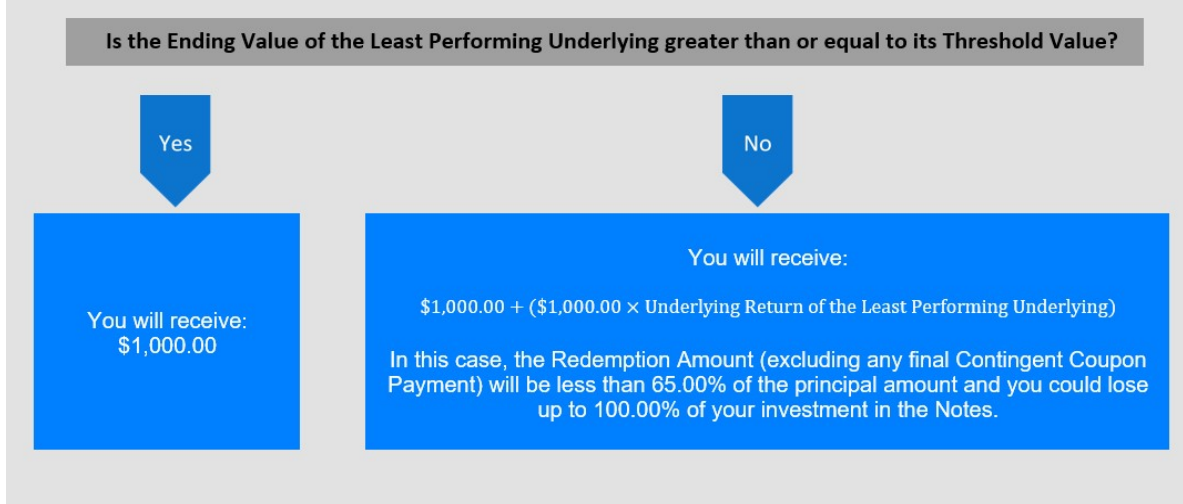 Is the Ending Value of the Least Performing Underlying greater than or equal to its Threshold Value?
Yes
No
You will receive:
$1,000.00
You will receive:
$1,000.00 + ($1,000.00 × Underlying Return of the Least Performing Underlying)
In this case, the Redemption Amount (excluding any final Contingent Coupon
Payment) will be less than 65.00% of the principal amount and you could lose
up to 100.00% of your investment in the Notes.